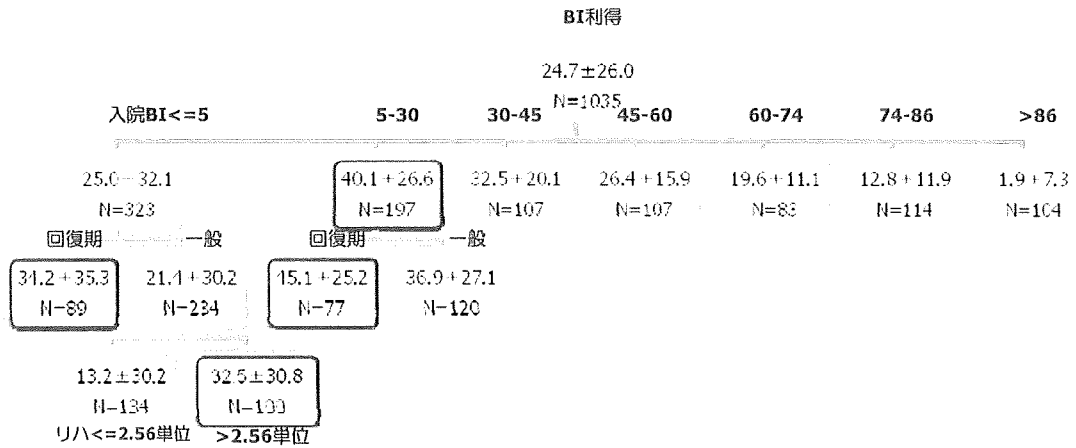 BI利得
24.7±26.0
N=1035
入院BI<=5 5-30 30-45 45-60 60-74 74-86 >86
25.0-32.1 40.1+26.6 32.5+20.1 26.4+15.9 19.6+11.1 12.8+11.9 1.9+7.3
N=323 N=197 N=107 N=107 N=83 N=114 N=104
回復期 一般 回復期 一般
34.2+35.3 21.4+30.2 45.1+25.2 36.9+27.1
N-89 N-234 N-77 N-120
13.2±30.2 32.5±30.8
N-134
リハ<=2.56単位 >2.56単位